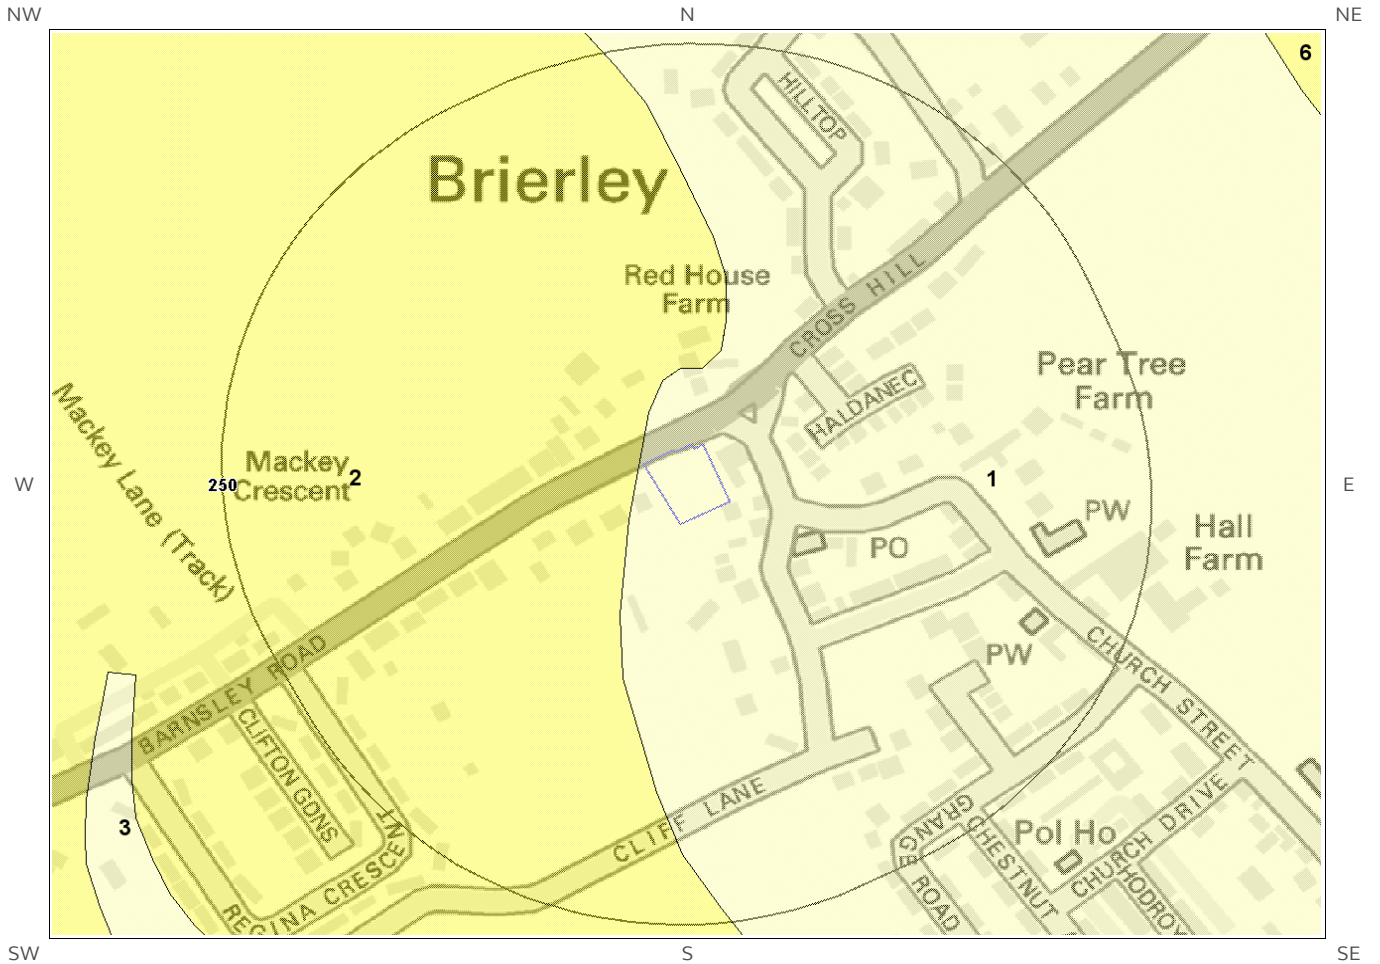 NW
N
NE
6
HILLTOP
Brierley
Red House
Farm
CROSS HILL
Pear Tree
Farm
HALDANEC
Mackey Lane (Track)
Mackey
Crescent
2
250
W
E
1
PW
Hall
Farm
PO
PW
CHURCH STREET
BARNSLEY ROAD
CLIFTON GDNS
3
CLIFF LANE
REGINA CRESCENT
GRANGE
ROAD
CHESTNUT
Pol Ho
CHURCH DRIVE
HODROY
SW
S
SE